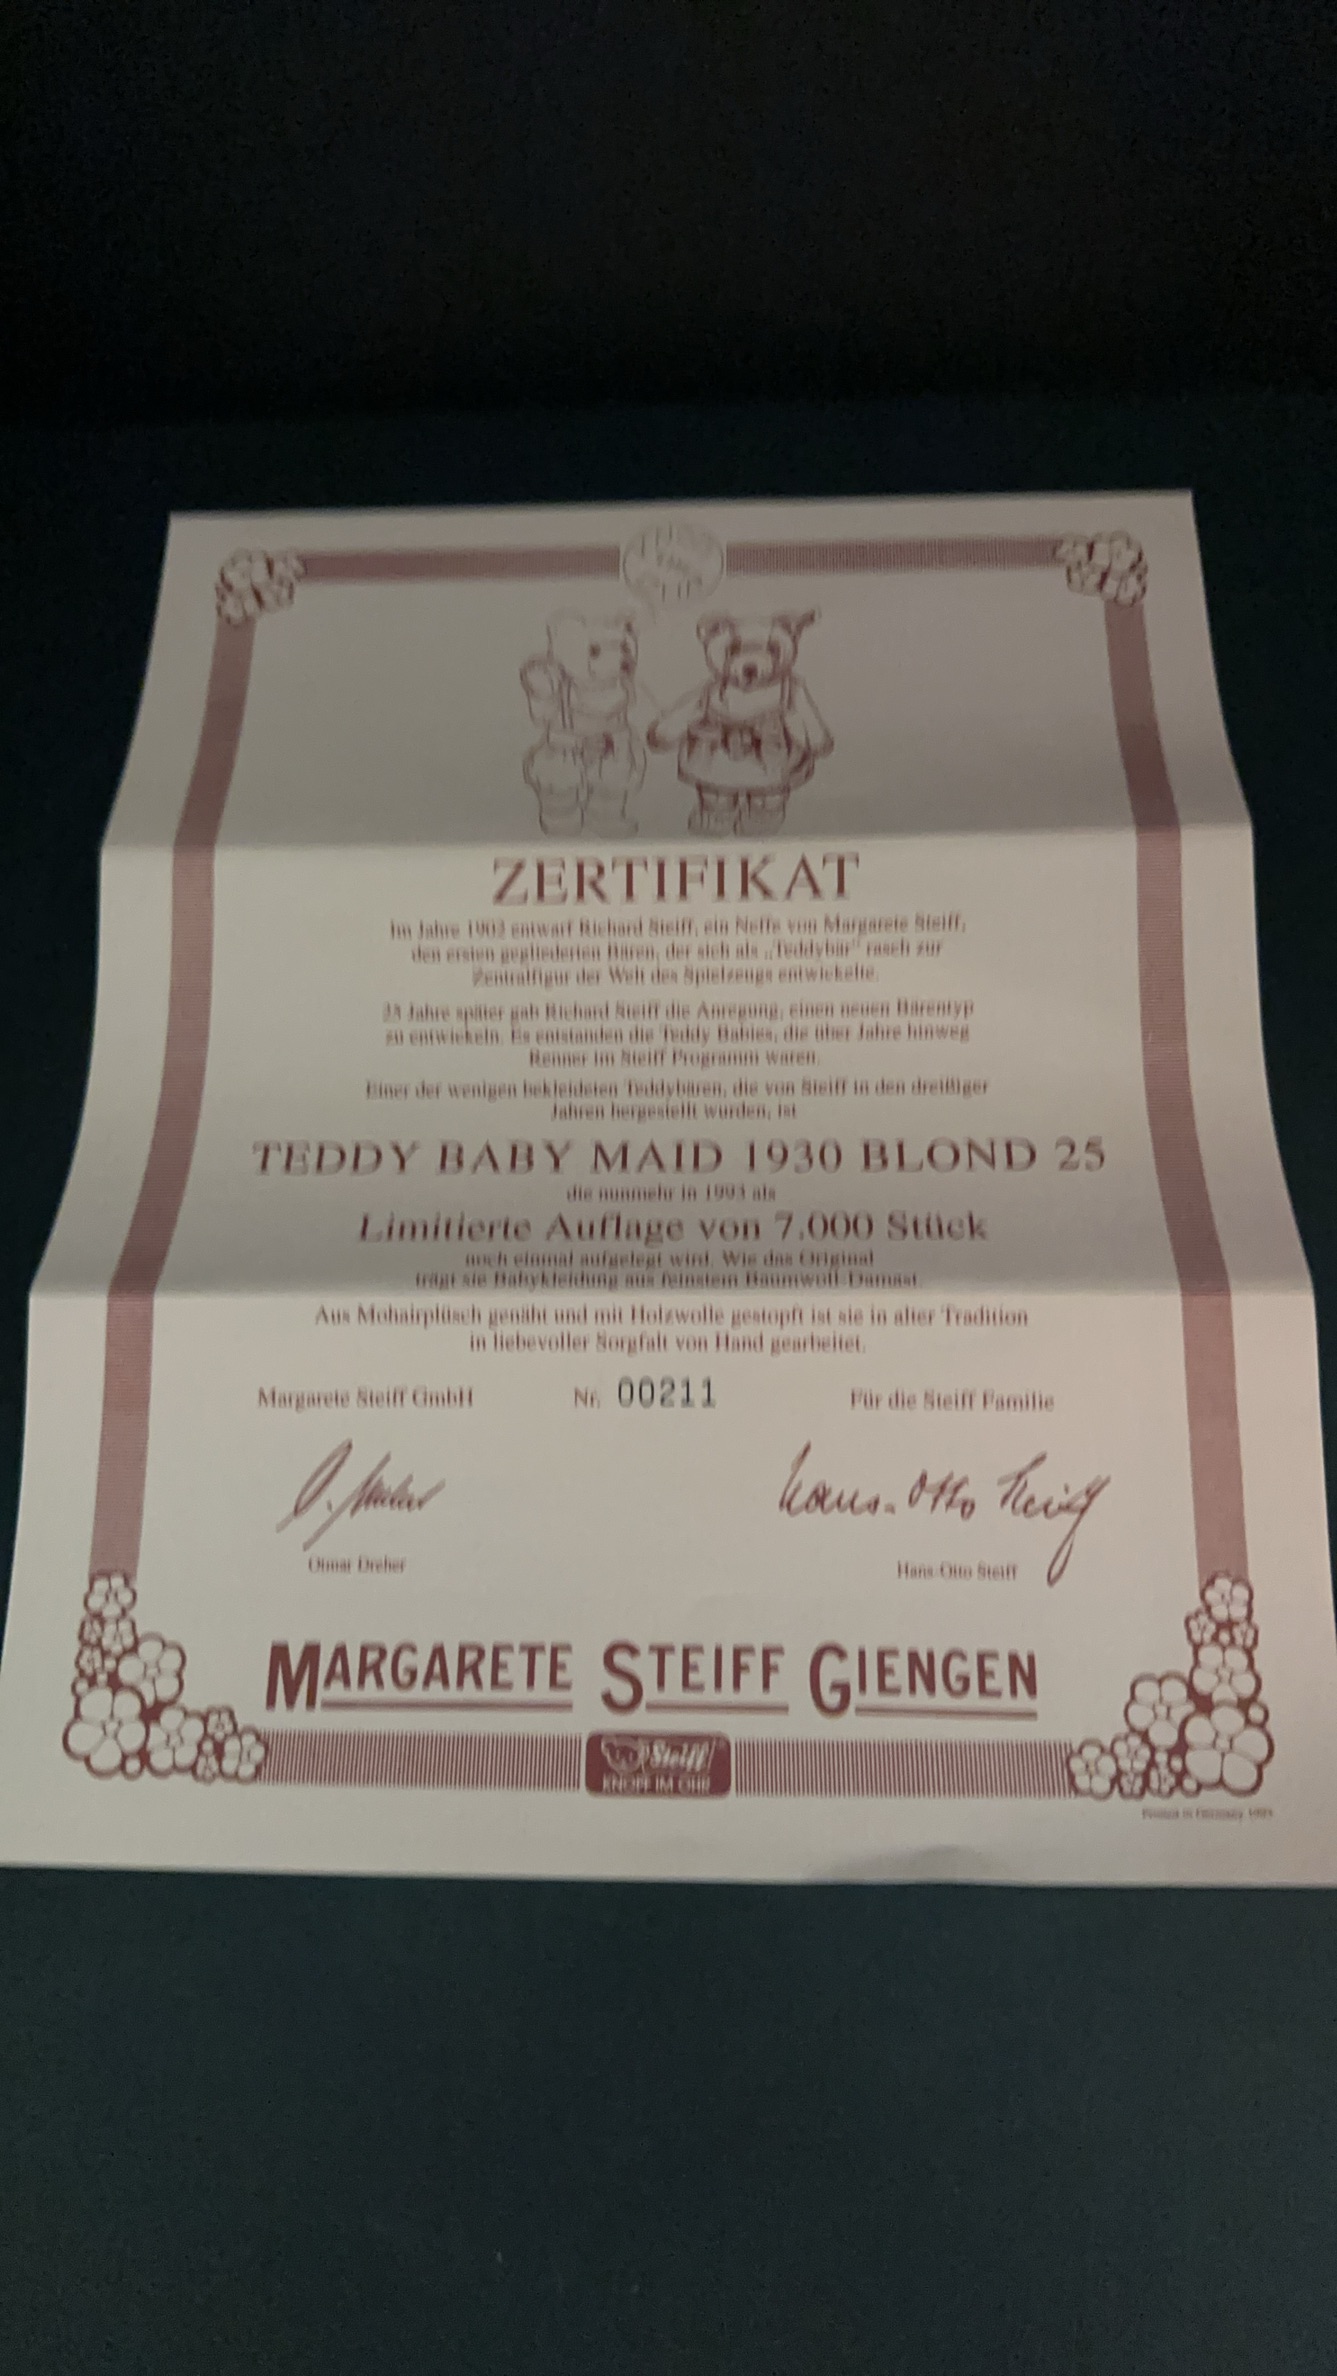 ZERTIFIKAT
Im Jahre 1902 entwarf Richard Steiff, ein Neffe von Margarete Steiff,
den ersten gegliederten Bären, der sich als „Teddybär" rasch zur
Zentralfigur der Welt des Spielzeugs entwickelte.
25 Jahre später gab Richard Steiff die Anregung, einen neuen Bärentyp
zu entwickeln. Es entstanden die Teddy Babies, die über Jahre hinweg
Renner im Steiff Programm waren.
Einer der wenigen bekleideten Teddybären, die von Steiff in den dreißiger
Jahren hergestellt wurden, ist
TEDDY BABY MAID 1930 BLOND 25
die nunmehr in 1993 als
Limitierte Auflage von 7.000 Stück
noch einmal aufgelegt wird. Wie das Original
trägt sie Babykleidung aus feinstem Baumwoll-Damast.
Aus Mohairplüsch genäht und mit Holzwolle gestopft ist sie in alter Tradition
in liebevoller Sorgfalt von Hand gearbeitet.
Margarete Steiff GmbH Nr. 00211 Für die Steiff Familie
Hans-Otto Steiff
Otmar Dreher Hans-Otto Steiff
MARGARETE STEIFF GIENGEN
Steiff
KNOPF IM OHR
Printed in Germany